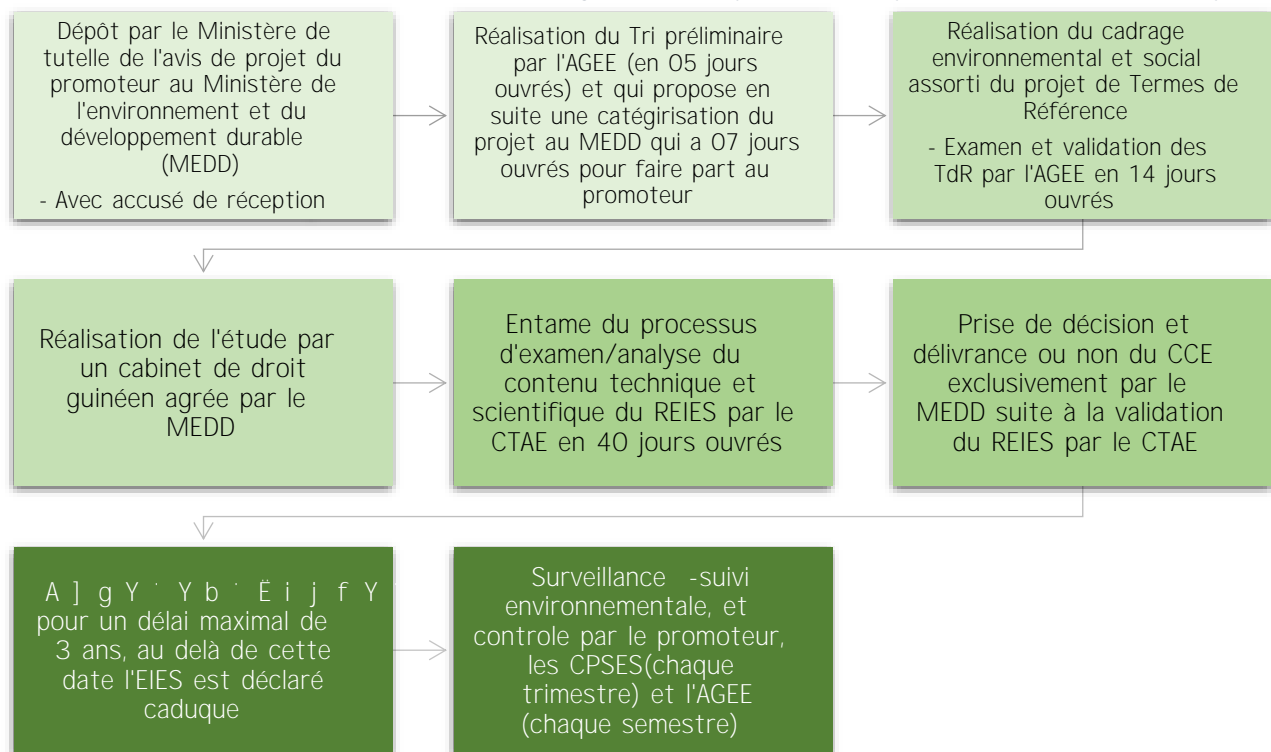 Dépôt par le Ministère de
tutelle de l'avis de projet du
promoteur au Ministère de
l'environnement et du
développement durable
(MEDD)
- Avec accusé de réception
Réalisation du Tri préliminaire
par l'AGEE (en 05 jours
ouvrés) et qui propose en
suite une catégirisation du
projet au MEDD qui a 07 jours
ouvrés pour faire part au
promoteur
Réalisation du cadrage
environnemental et social
assorti du projet de Termes de
Référence
- Examen et validation des
TdR par l'AGEE en 14 jours
ouvrés
Réalisation de l'étude par
un cabinet de droit
guinéen agrée par le
MEDD
Entame du processus
d'examen/analyse du
contenu technique et
scientifique du REIES par le
CTAE en 40 jours ouvrés
Prise de décision et
délivrance ou non du CCE
exclusivement par le
MEDD suite à la validation
du REIES par le CTAE
A ] g Y ˙ Y b ˙ Ë i j f Y
pour un délai maximal de
3 ans, au delà de cette
date l'EIES est déclaré
caduque
Surveillance -suivi
environnementale, et
controle par le promoteur,
les CPSES(chaque
trimestre) et l'AGEE
(chaque semestre)